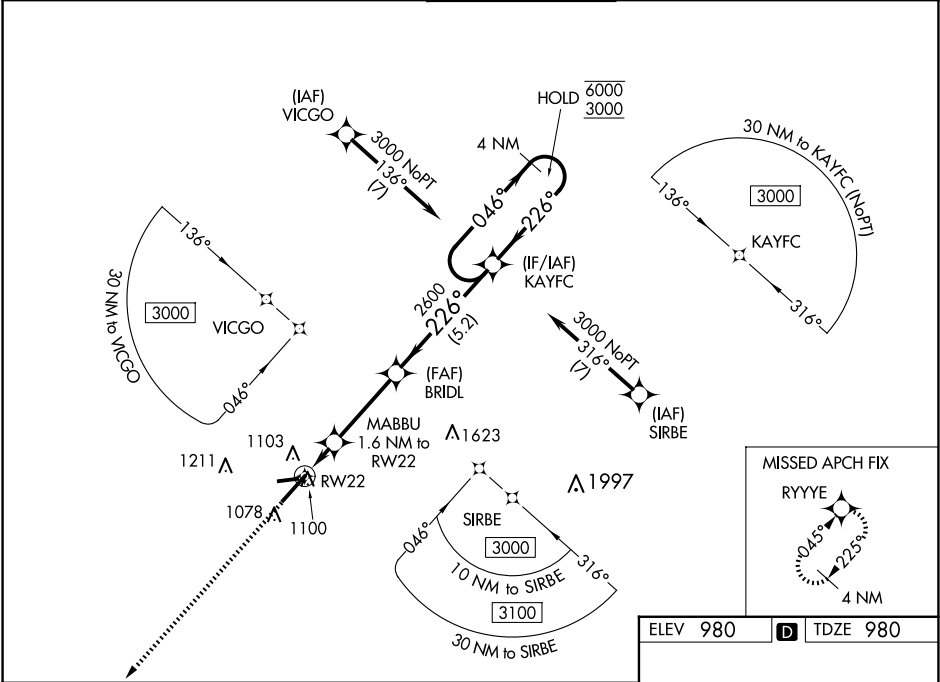 (IAF)
VICGO
3000 NoPT
136°
(7)
HOLD
6000
3000
4 NM
046°
226°
(IF/IAF)
KAYFC
30 NM to KAYFC (NoPT)
3000
136°
KAYFC
316°
136°
3000
VICGO
30 NM to VICGO
046°
2600
226°
(5.2)
3000 NoPT
316°
(7)
(IAF)
SIRBE
(FAF)
BRIDL
MABBU
1.6 NM to
RW22
1623
1103
1211
RW22
1078
1100
1997
SIRBE
046°
3000
316°
10 NM to SIRBE
3100
30 NM to SIRBE
MISSED APCH FIX
RYYYE
045°
225°
4 NM
ELEV 980
D
TDZE 980